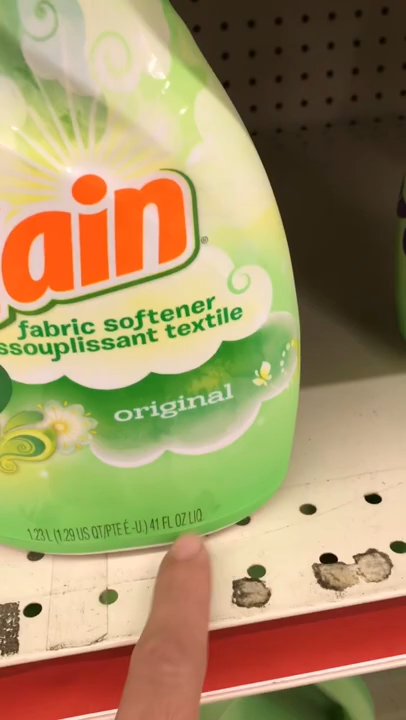 ain®
fabric softener
ssouplissant textile
original
1.23 L (1.29 US QT/PTE É.-U.) 41 FL OZ LIQ